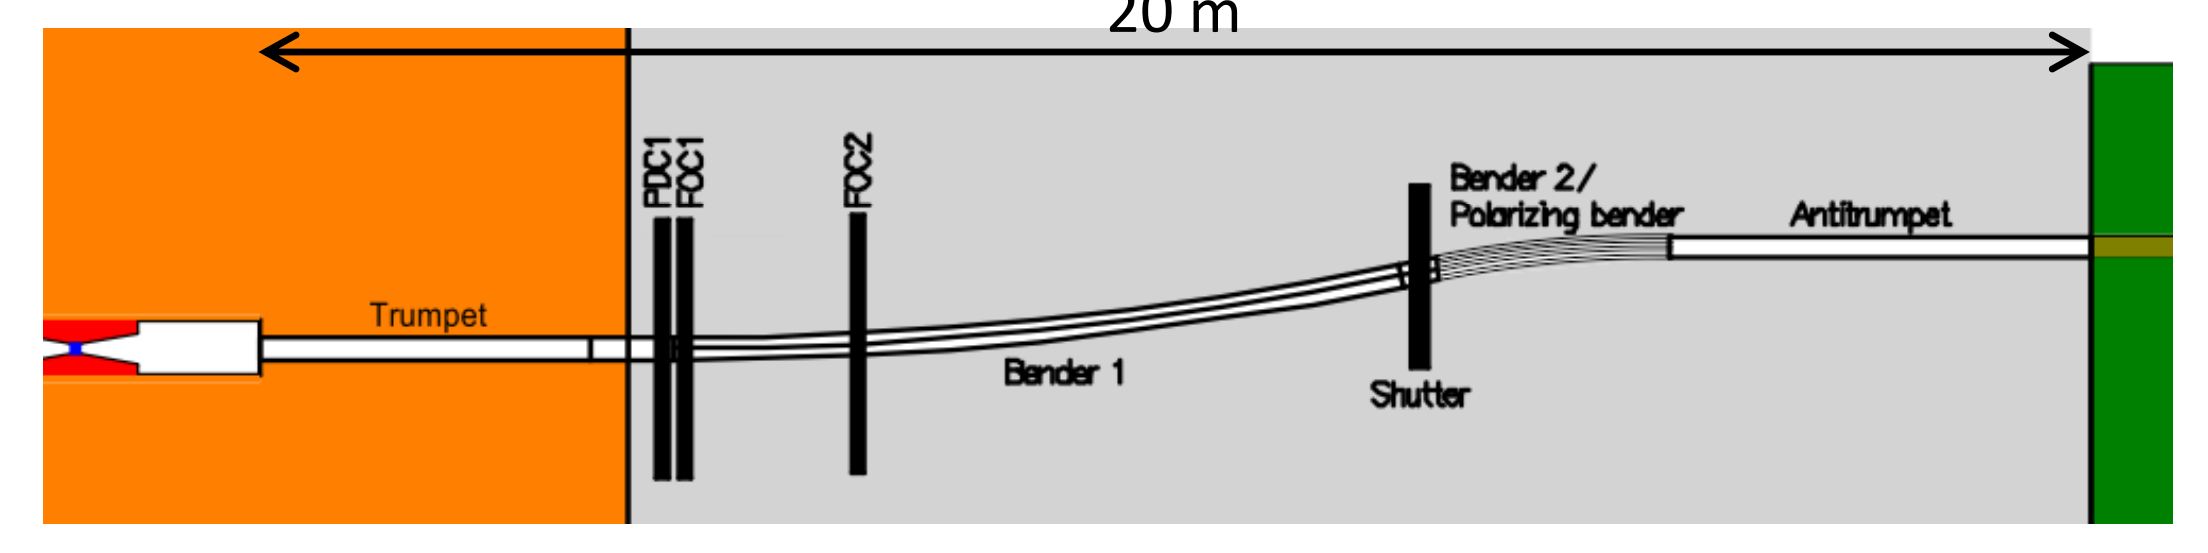 20 m
PDC1
FOC1
FOC2
Bender 2/
Polarizing bender
Antitrumpet
Trumpet
Bender 1
Shutter